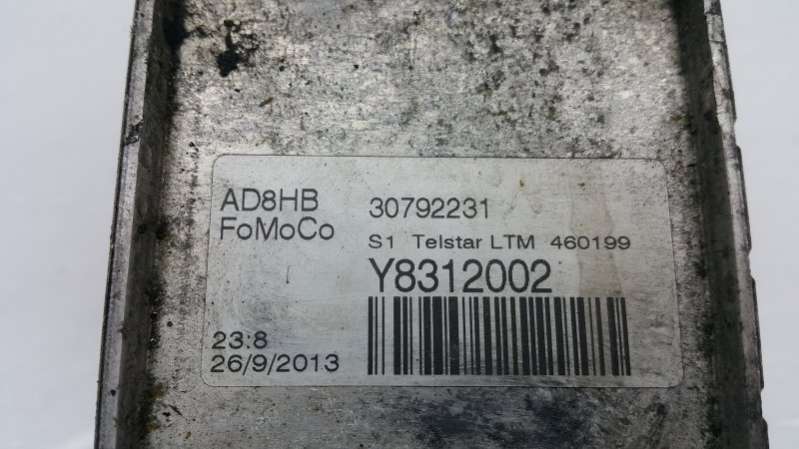 AD8HB 30792231
FoMoCo S1 Telstar LTM 460199
Y8312002
23:8
26/9/2013